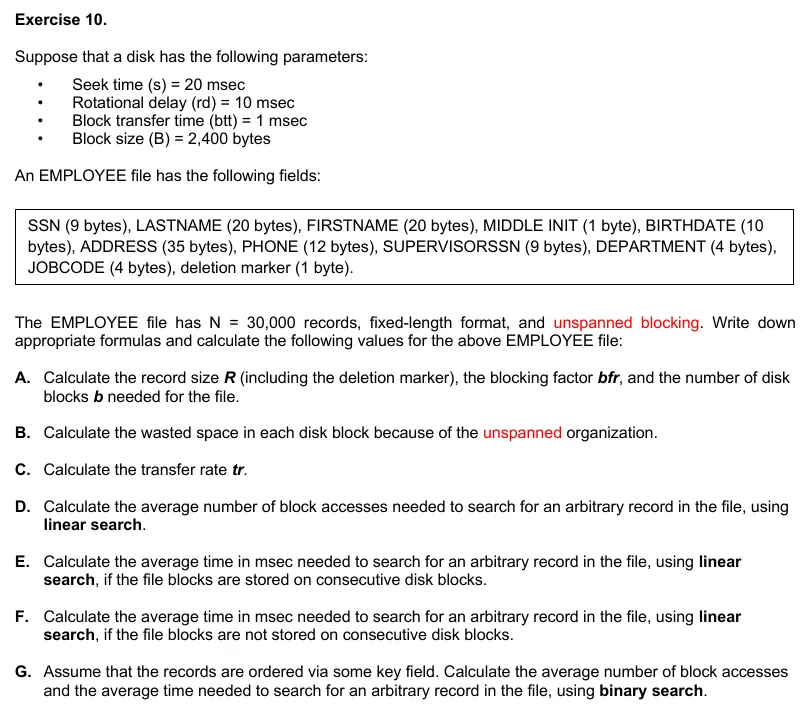 Exercise 10.
Suppose that a disk has the following parameters:
• Seek time (s) = 20 msec
• Rotational delay (rd) = 10 msec
• Block transfer time (btt) = 1 msec
• Block size (B) = 2,400 bytes
An EMPLOYEE file has the following fields:
SSN (9 bytes), LASTNAME (20 bytes), FIRSTNAME (20 bytes), MIDDLE INIT (1 byte), BIRTHDATE (10
bytes), ADDRESS (35 bytes), PHONE (12 bytes), SUPERVISORSSN (9 bytes), DEPARTMENT (4 bytes),
JOBCODE (4 bytes), deletion marker (1 byte).
The EMPLOYEE file has N = 30,000 records, fixed-length format, and unspanned blocking. Write down
appropriate formulas and calculate the following values for the above EMPLOYEE file:
A. Calculate the record size R (including the deletion marker), the blocking factor bfr, and the number of disk
blocks b needed for the file.
B. Calculate the wasted space in each disk block because of the unspanned organization.
C. Calculate the transfer rate tr.
D. Calculate the average number of block accesses needed to search for an arbitrary record in the file, using
linear search.
E. Calculate the average time in msec needed to search for an arbitrary record in the file, using linear
search, if the file blocks are stored on consecutive disk blocks.
F. Calculate the average time in msec needed to search for an arbitrary record in the file, using linear
search, if the file blocks are not stored on consecutive disk blocks.
G. Assume that the records are ordered via some key field. Calculate the average number of block accesses
and the average time needed to search for an arbitrary record in the file, using binary search.